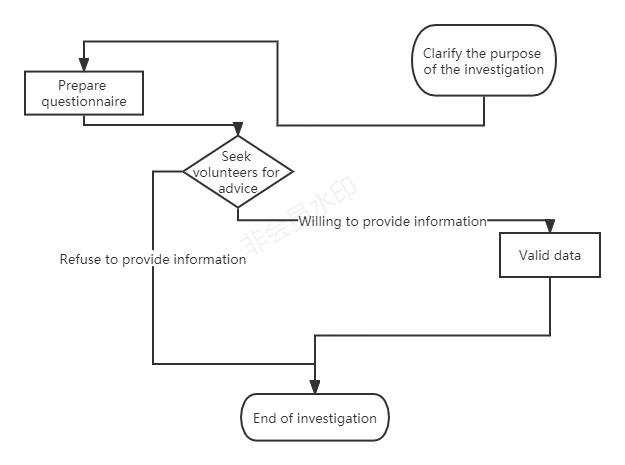 Clarify the purpose
of the investigation
Prepare
questionnaire
Seek
volunteers for
advice
Willing to provide information
Refuse to provide information
Valid data
End of investigation
非会员水印